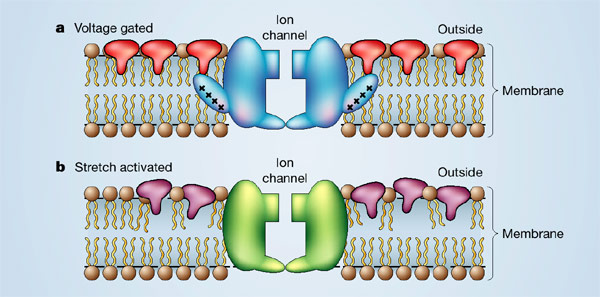 a Voltage gated
Ion
channel
Outside
Membrane
b Stretch activated
Ion
channel
Outside
Membrane